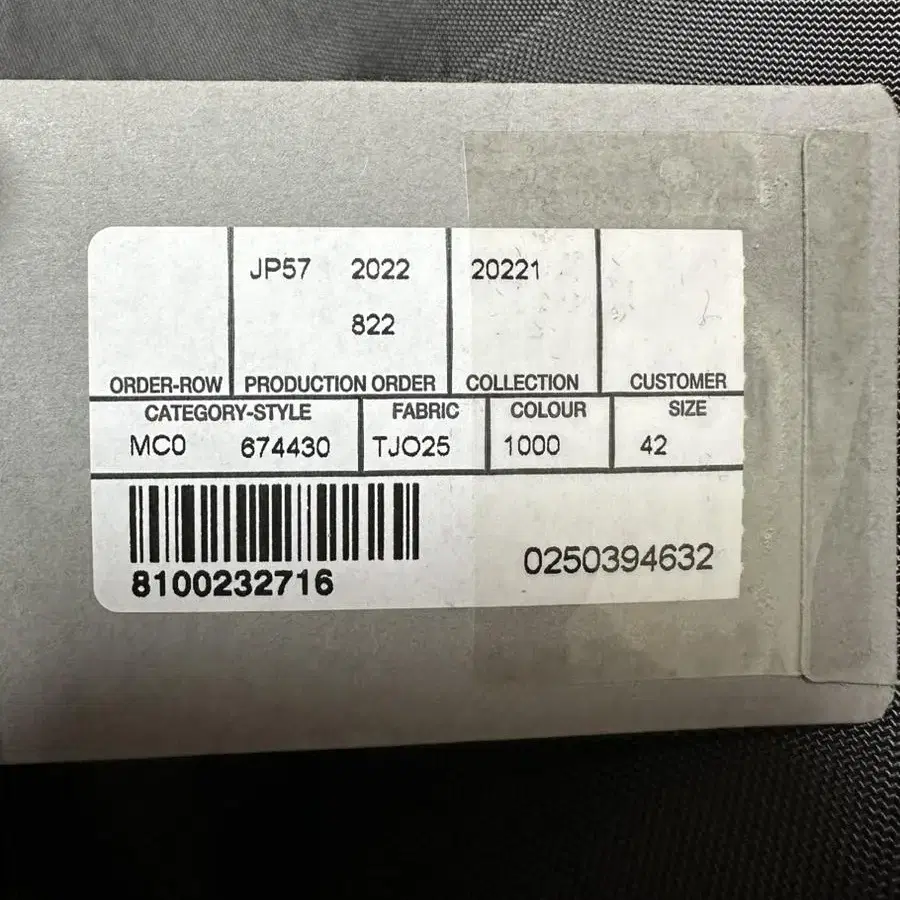 JP57 2022 20221
822
ORDER-ROW PRODUCTION ORDER COLLECTION CUSTOMER
CATEGORY-STYLE FABRIC COLOUR SIZE
MC0 674430 TJO25 1000 42
8100232716
0250394632